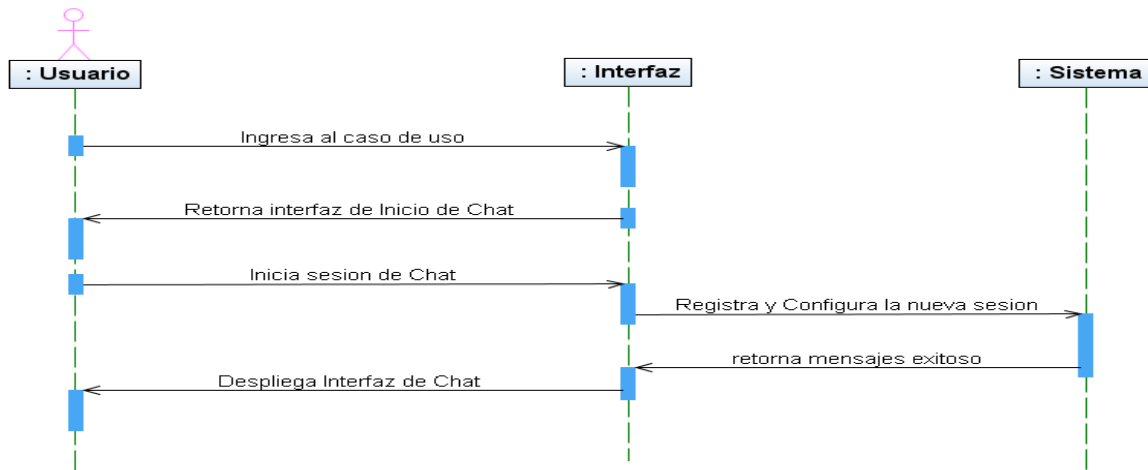 : Usuario
: Interfaz
: Sistema
Ingresa al caso de uso
Retorna interfaz de Inicio de Chat
Inicia sesion de Chat
Registra y Configura la nueva sesion
retorna mensajes exitoso
Despliega Interfaz de Chat